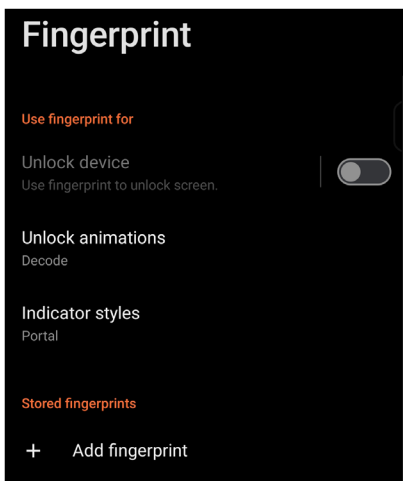 Fingerprint
Use fingerprint for
Unlock device
Use fingerprint to unlock screen.
Unlock animations
Decode
Indicator styles
Portal
Stored fingerprints
+ Add fingerprint